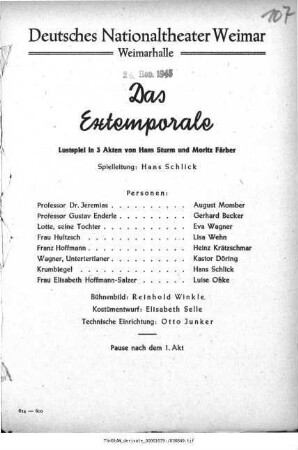 107
Deutsches Nationaltheater Weimar
Weimarhalle
Nov. 1945
Das
Extemporale
Lustspiel in 3 Akten von Hans Sturm und Moritz Färber
Spielleitung: Hans Schlick
Personen:
Professor Dr. Jeremias . . . . . . . . . August Momber
Professor Gustav Enderle . . . . . . . . Gerhard Becker
Lotte, seine Tochter . . . . . . . . . . Eva Wagner
Frau Hultzsch . . . . . . . . . . . Lisa Wehn
Franz Hoffmann . . . . . . . . . . . Heinz Krätzschmar
Wagner, Untertertianer . . . . . . . . . Kastor Döring
Krumbiegel . . . . . . . . . . . . Hans Schlick
Frau Elisabeth Hoffmann-Salzer . . . . . . Luise Ohke
Bühnenbild: Reinhold Winkle
Kostümentwurf: Elisabeth Selle
Technische Einrichtung: Otto Junker
Pause nach dem 1. Akt